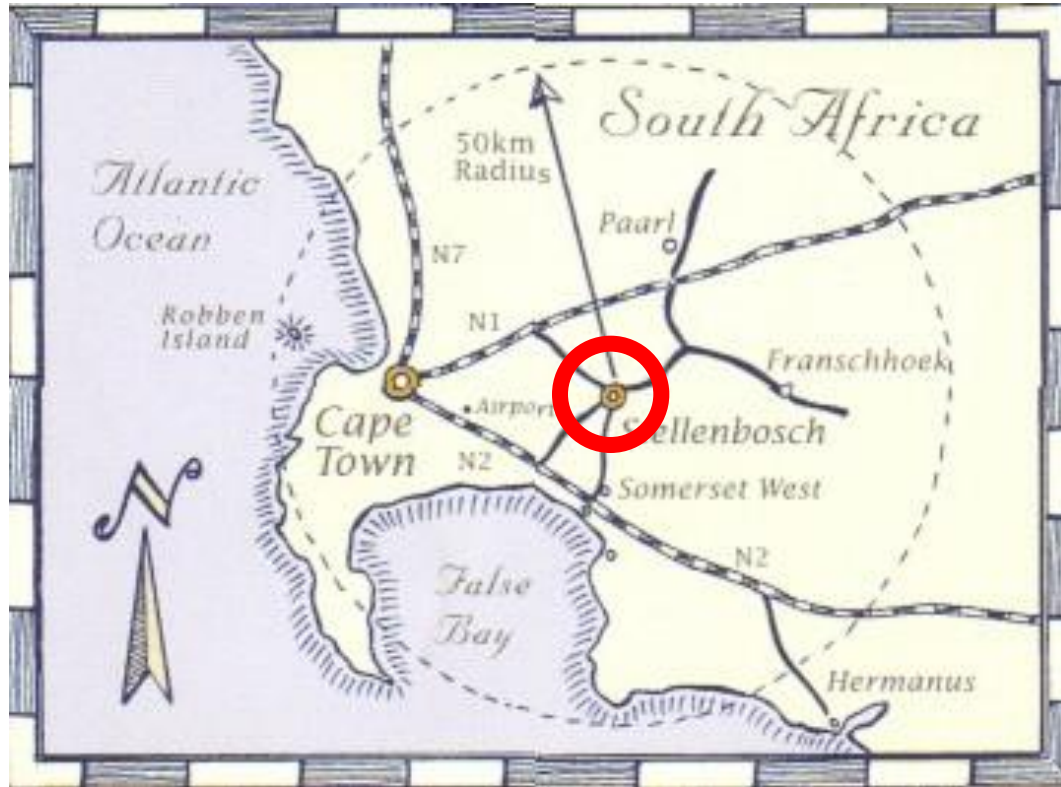 South Africa
50km
Radius
Atlantic
Ocean
Paarl
N7
Robben
Island
N1
Franschhoek
Airport
Cape
Town
Stellenbosch
N2
Somerset West
N
False
Bay
N2
Hermanus